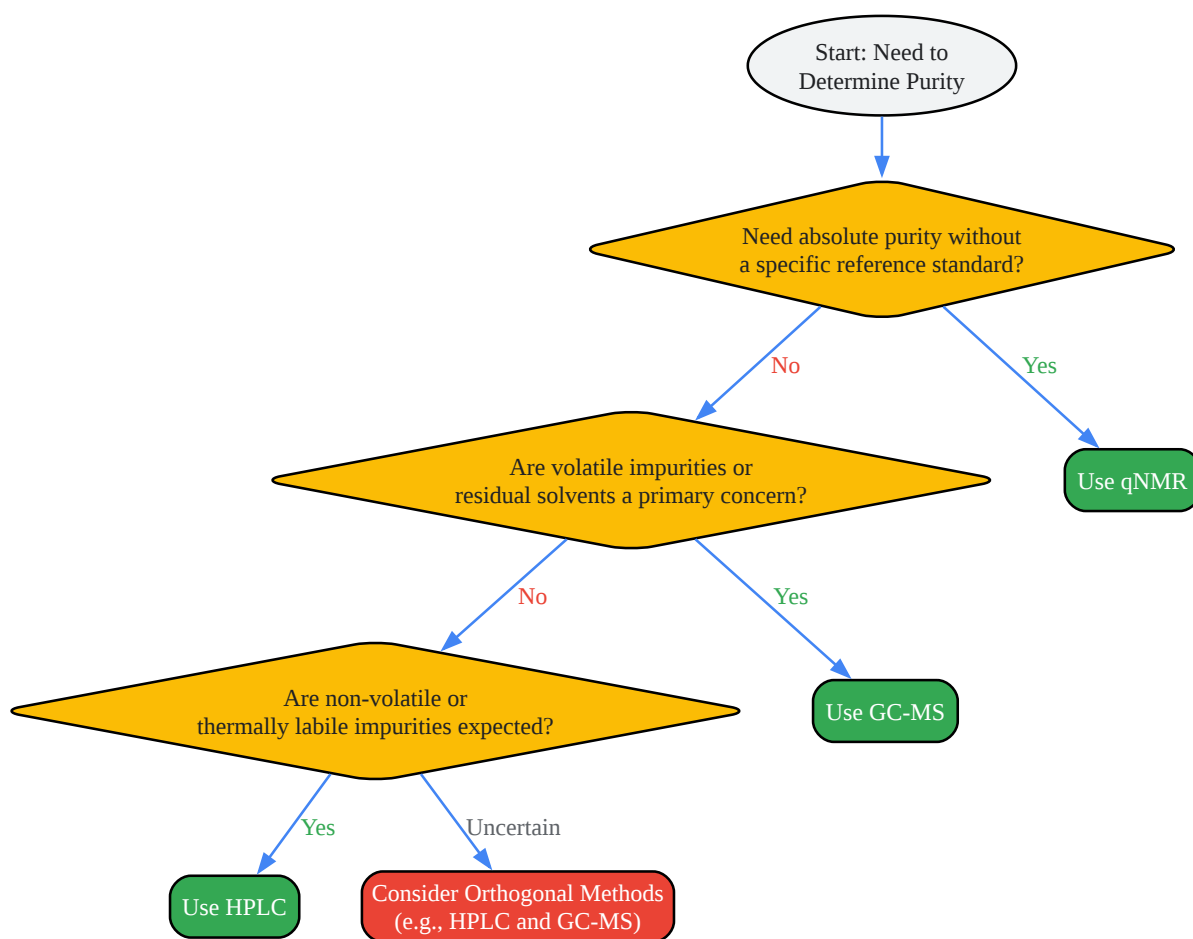 Start: Need to
Determine Purity
Need absolute purity without
a specific reference standard?
No
Yes
Are volatile impurities or
residual solvents a primary concern?
Use qNMR
No
Yes
Are non-volatile or
thermally labile impurities expected?
Use GC-MS
Yes
Uncertain
Use HPLC
Consider Orthogonal Methods
(e.g., HPLC and GC-MS)